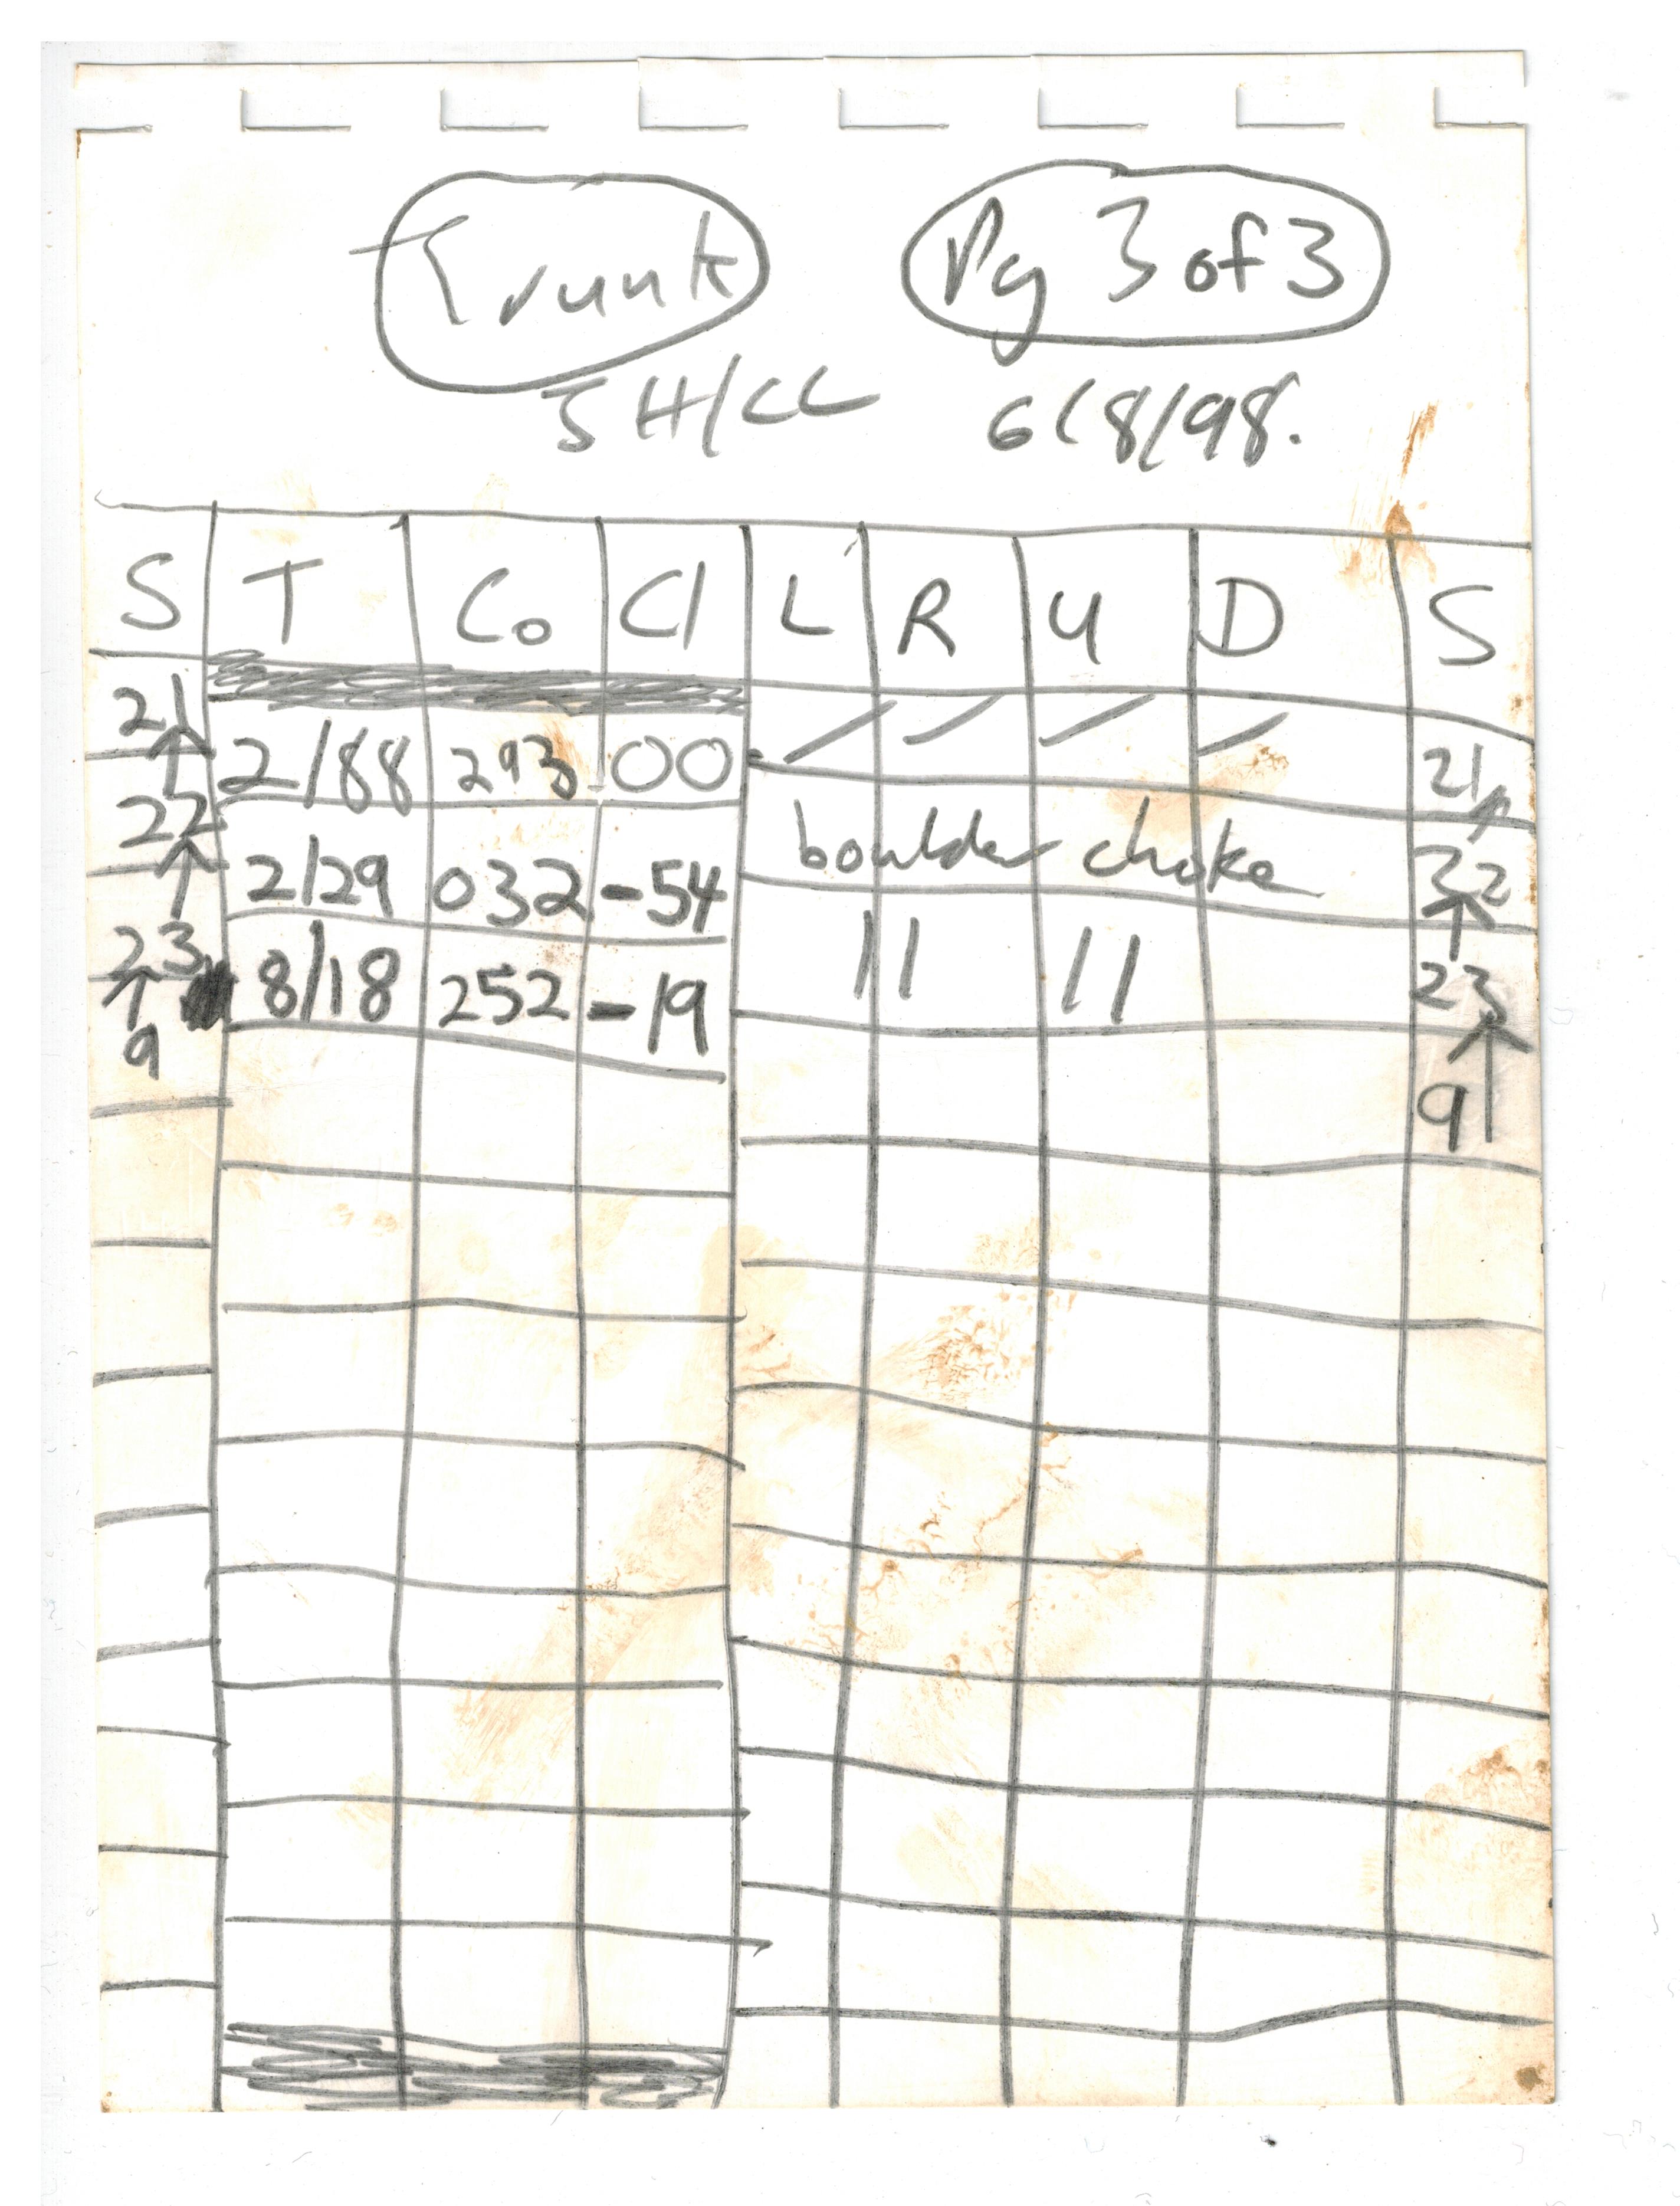 Trunk Pg 3 of 3
SH/CC 6/8/98.
S T Co Cl L R U D S
21 2/88 293 00 / / / / 21
22 2/29 032 -54 boulder choke 22
23 8/18 252 -19 11 11 23
9 9